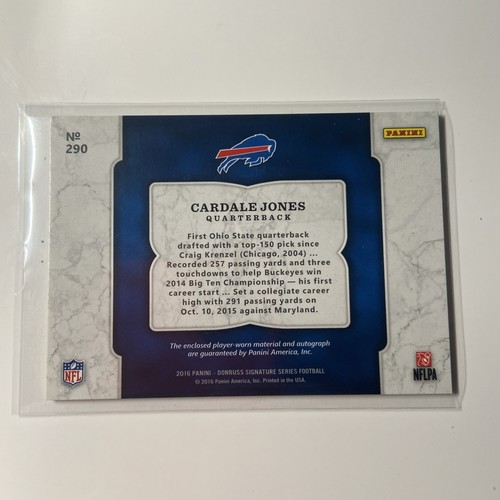 №
290
PANINI
CARDALE JONES
QUARTERBACK
First Ohio State quarterback
drafted with a top-150 pick since
Craig Krenzel (Chicago, 2004) ...
Recorded 257 passing yards and three
touchdowns to help Buckeyes win
2014 Big Ten Championship — his first
career start ... Set a collegiate career
high with 291 passing yards on
Oct. 10, 2015 against Maryland.
The enclosed player-worn material and autograph
are guaranteed by Panini America, Inc.
NFL
NFLPA
2016 PANINI - DONRUSS SIGNATURE SERIES FOOTBALL
© 2016 Panini America, Inc. Printed in the USA.